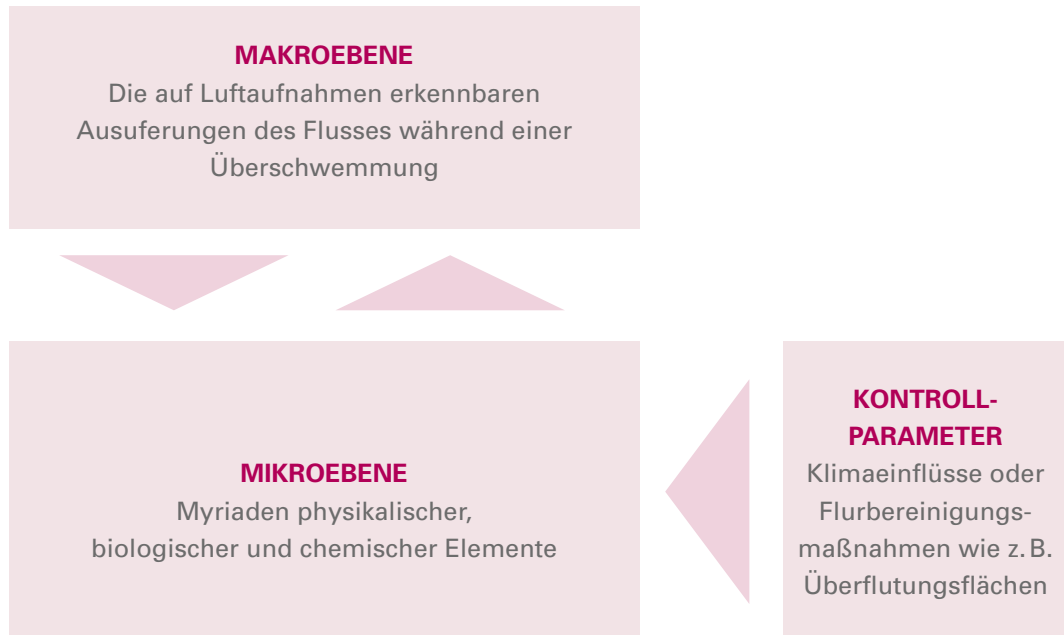 MAKROEBENE
Die auf Luftaufnahmen erkennbaren
Ausuferungen des Flusses während einer
Überschwemmung
MIKROEBENE
Myriaden physikalischer,
biologischer und chemischer Elemente
KONTROLL-
PARAMETER
Klimaeinflüsse oder
Flurbereinigungs-
maßnahmen wie z. B.
Überflutungsflächen